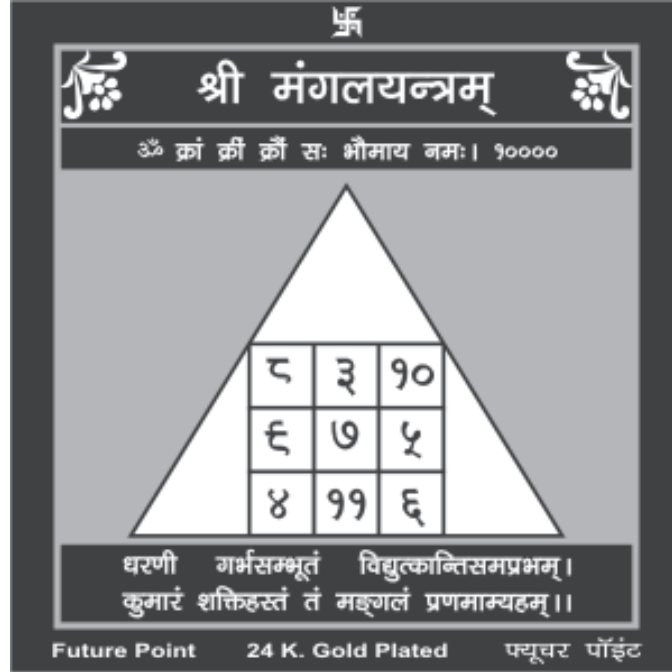 श्री मंगलयन्त्रम्
ॐ क्रां क्रीं क्रौं सः भौमाय नमः। १००००
८ ३ १०
९ ७ ५
४ ११ ६
धरणी गर्भसम्भूतं विद्युत्कान्तिसमप्रभम्।
कुमारं शक्तिहस्तं तं मङ्गलं प्रणमाम्यहम्।।
Future Point 24 K. Gold Plated फ्यूचर पॉइंट